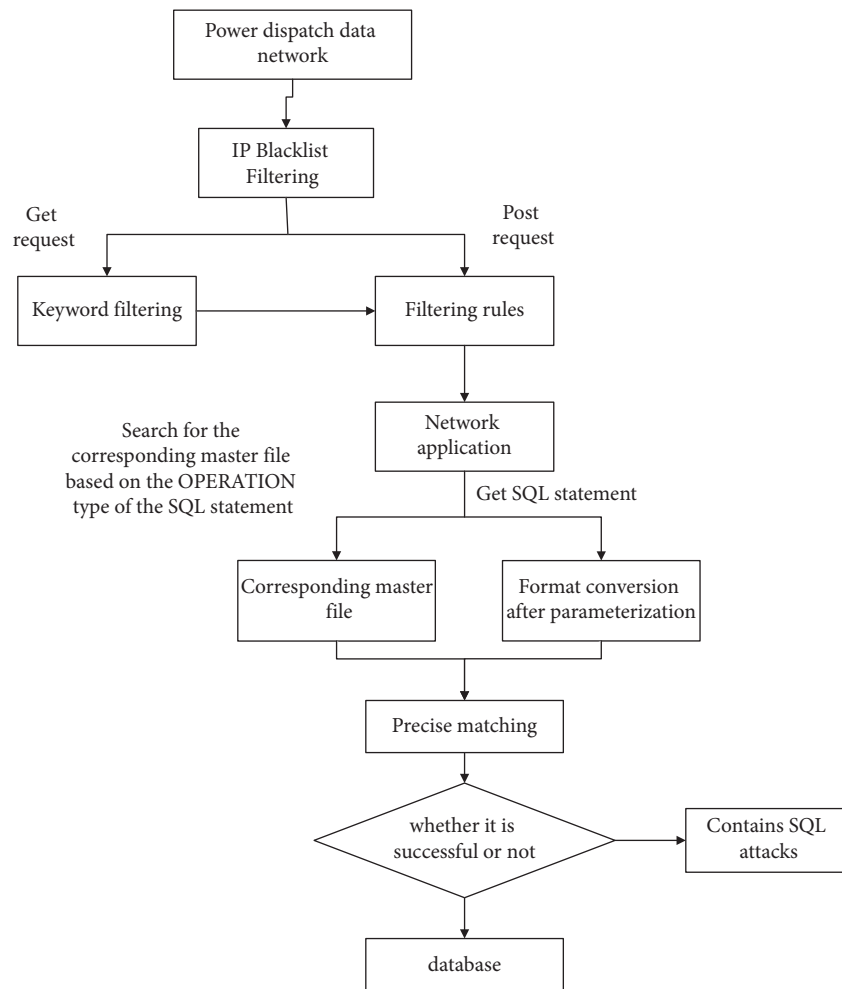 Power dispatch data
network
IP Blacklist
Filtering
Get
request
Post
request
Keyword filtering
Filtering rules
Network
application
Search for the
corresponding master file
based on the OPERATION
type of the SQL statement
Get SQL statement
Corresponding master
file
Format conversion
after parameterization
Precise matching
whether it is
successful or not
Contains SQL
attacks
database